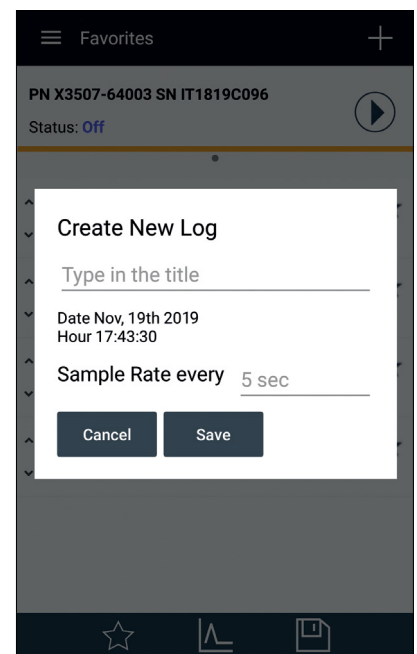 Favorites
PN X3507-64003 SN IT1819C096
Status: Off
Create New Log
Type in the title
Date Nov, 19th 2019
Hour 17:43:30
Sample Rate every 5 sec
Cancel Save